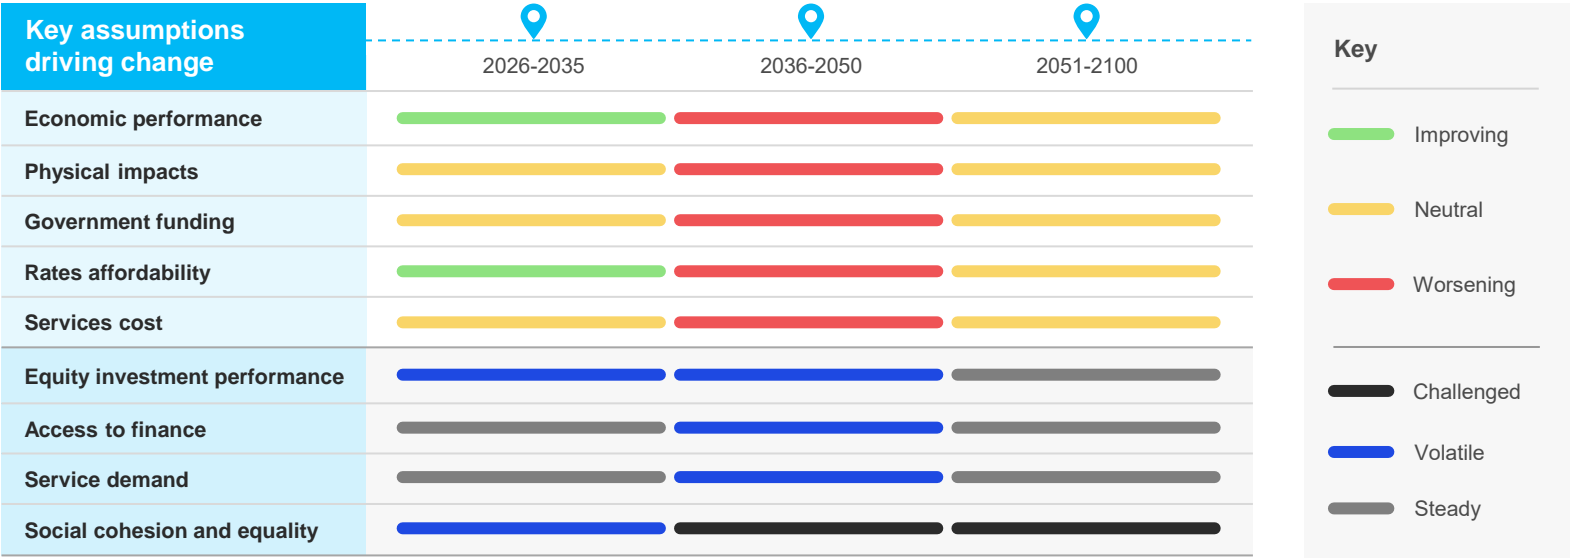 Key assumptions
driving change
2026-2035
2036-2050
2051-2100
Economic performance
Physical impacts
Government funding
Rates affordability
Services cost
Equity investment performance
Access to finance
Service demand
Social cohesion and equality
Key
Improving
Neutral
Worsening
Challenged
Volatile
Steady